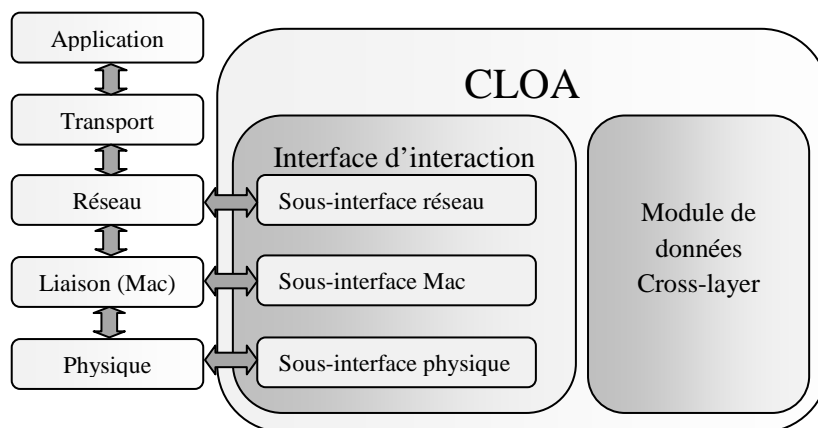 Application
CLOA
Transport
Interface d'interaction
Réseau
Sous-interface réseau
Module de
données
Cross-layer
Liaison (Mac)
Sous-interface Mac
Physique
Sous-interface physique